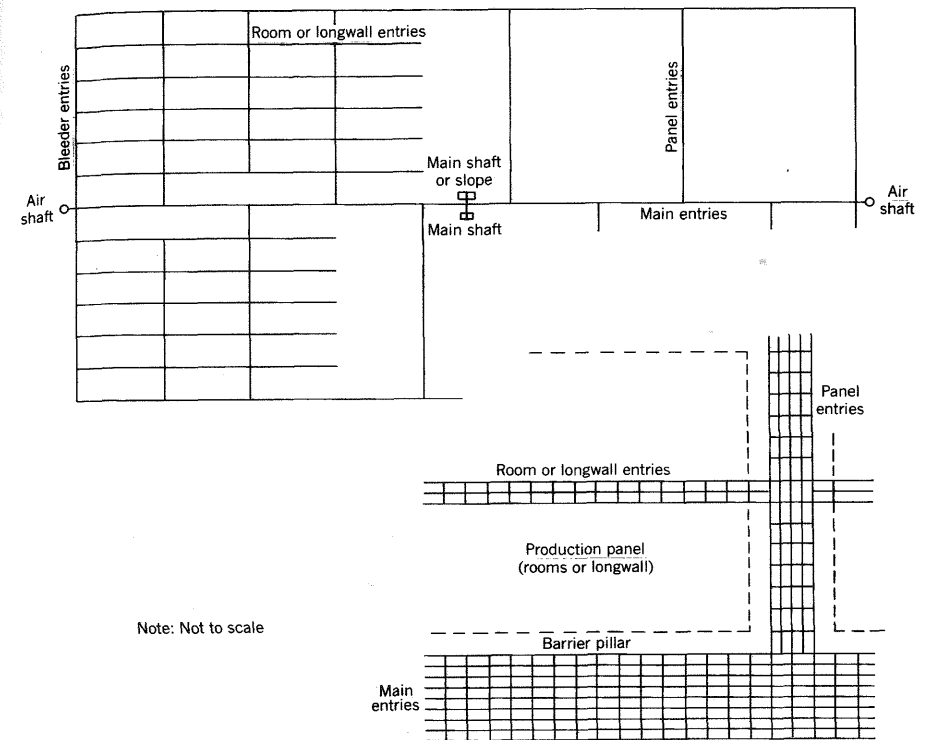 Room or longwall entries
Bleeder entries
Panel entries
Main shaft
or slope
Air
shaft
Main shaft
Main entries
Air
shaft
Panel
entries
Room or longwall entries
Production panel
(rooms or longwall)
Note: Not to scale
Barrier pillar
Main
entries